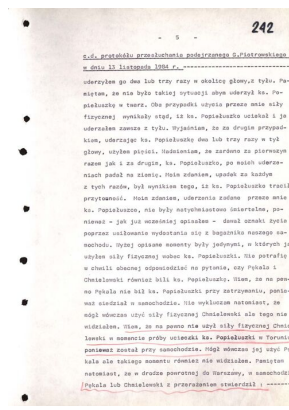 242
- 5 -
c.d. protokółu przesłuchania podejrzanego G.Piotrowskiego
w dniu 13 listopada 1984 r. ---
uderzyłem go dwa lub trzy razy w okolicę głowy, z tyłu. Pa-
miętam, że nie było takiej sytuacji abym uderzył ks. Po-
piełuszkę w twarz. Oba przypadki użycia przeze mnie siły
fizycznej wynikały stąd, iż ks. Popiełuszko uciekał i ja
uderzałem zawsze z tyłu. Wyjaśniam, że za drugim przypad-
kiem, uderzając ks. Popiełuszkę dwa lub trzy razy w tył
głowy, użyłem pięści. Nadmieniam, że zarówno za pierwszym
razem jak i za drugim, ks. Popiełuszko, po moich uderze-
niach padał na ziemię. Moim zdaniem, upadek za każdym
z tych razów, był wynikiem tego, iż ks. Popiełuszko tracił
przytomność. Moim zdaniem, uderzenia zadane przeze mnie
ks. Popiełuszce, nie były natychmiastowo śmiertelne, po-
nieważ - jak już wcześniej opisałem - dawał oznaki życia
poprzez usiłowanie wydostania się z bagażnika naszego sa-
mochodu. Wyżej opisane momenty były jedynymi, w których ja
użyłem siły fizycznej wobec ks. Popiełuszki. Nie potrafię
w chwili obecnej odpowiedzieć na pytanie, czy Pękala i
Chmielewski również bili ks. Popiełuszkę. Wiem, że na pew-
no Pękala nie bił ks. Popiełuszki przy zatrzymaniu, ponie-
waż siedział w samochodzie. Nie wykluczam natomiast, że
mógł wówczas użyć siły fizycznej Chmielewski ale tego nie
widziałem. Wiem, że na pewno nie użył siły fizycznej Chmie-
lewski w momencie próby ucieczki ks. Popiełuszki w Toruniu
ponieważ został przy samochodzie. Mógł wówczas jej użyć Pę-
kala ale takiego momentu również nie widziałem. Pamiętam
natomiast, że w drodze powrotnej do Warszawy, w samochodzie
Pękala lub Chmielewski z przerażeniem stwierdził : ---